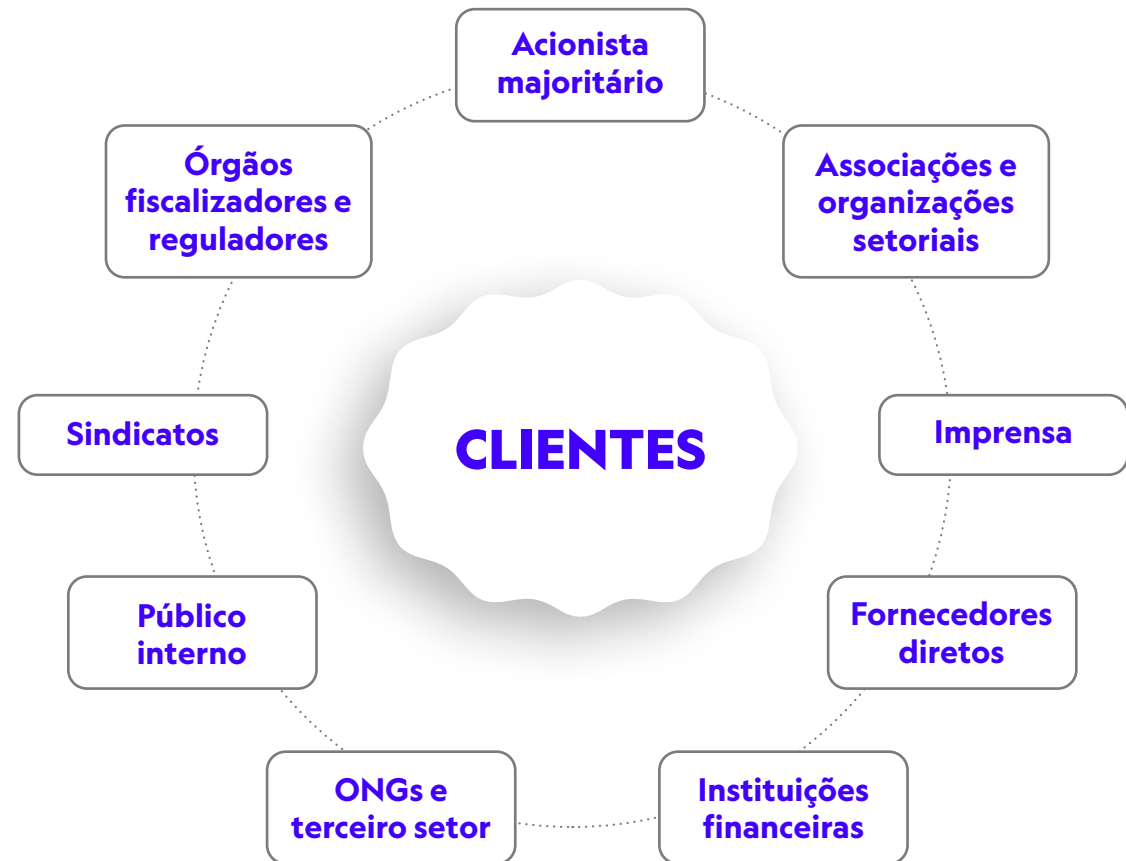 Acionista
majoritário
Órgãos
fiscalizadores e
reguladores
Associações e
organizações
setoriais
Sindicatos
CLIENTES
Imprensa
Público
interno
Fornecedores
diretos
ONGs e
terceiro setor
Instituições
financeiras